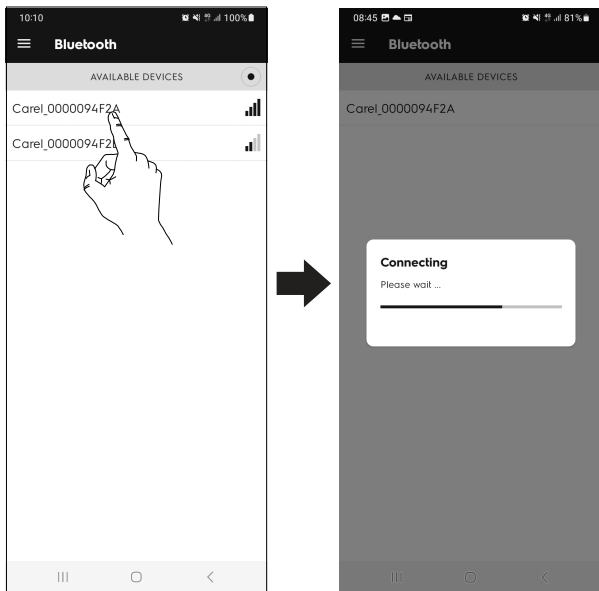 10:10
100%
Bluetooth
AVAILABLE DEVICES
Carel_0000094F2A
08:45
81%
Bluetooth
AVAILABLE DEVICES
Carel_0000094F2A
Connecting
Please wait ...